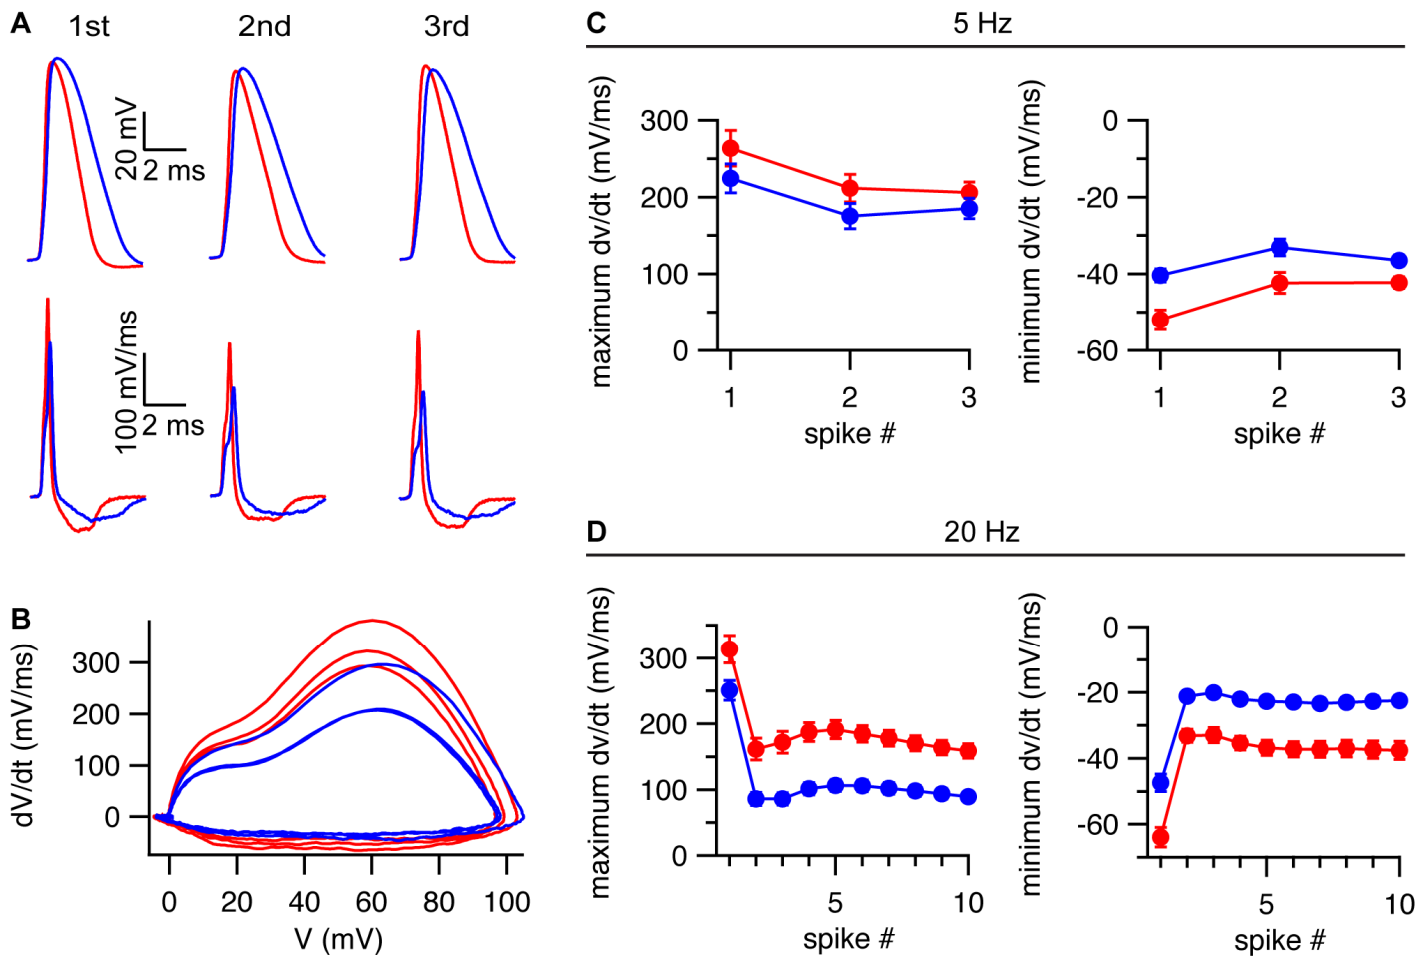 A
1st
2nd
3rd
20 mV
2 ms
100 mV/ms
2 ms
B
dV/dt (mV/ms)
300
200
100
0
0
20
40
60
80
100
V (mV)
C
5 Hz
maximum dv/dt (mV/ms)
300
200
100
0
1
2
3
spike #
minimum dv/dt (mV/ms)
0
-20
-40
-60
1
2
3
spike #
D
20 Hz
maximum dv/dt (mV/ms)
300
200
100
0
5
10
spike #
minimum dv/dt (mV/ms)
0
-20
-40
-60
5
10
spike #